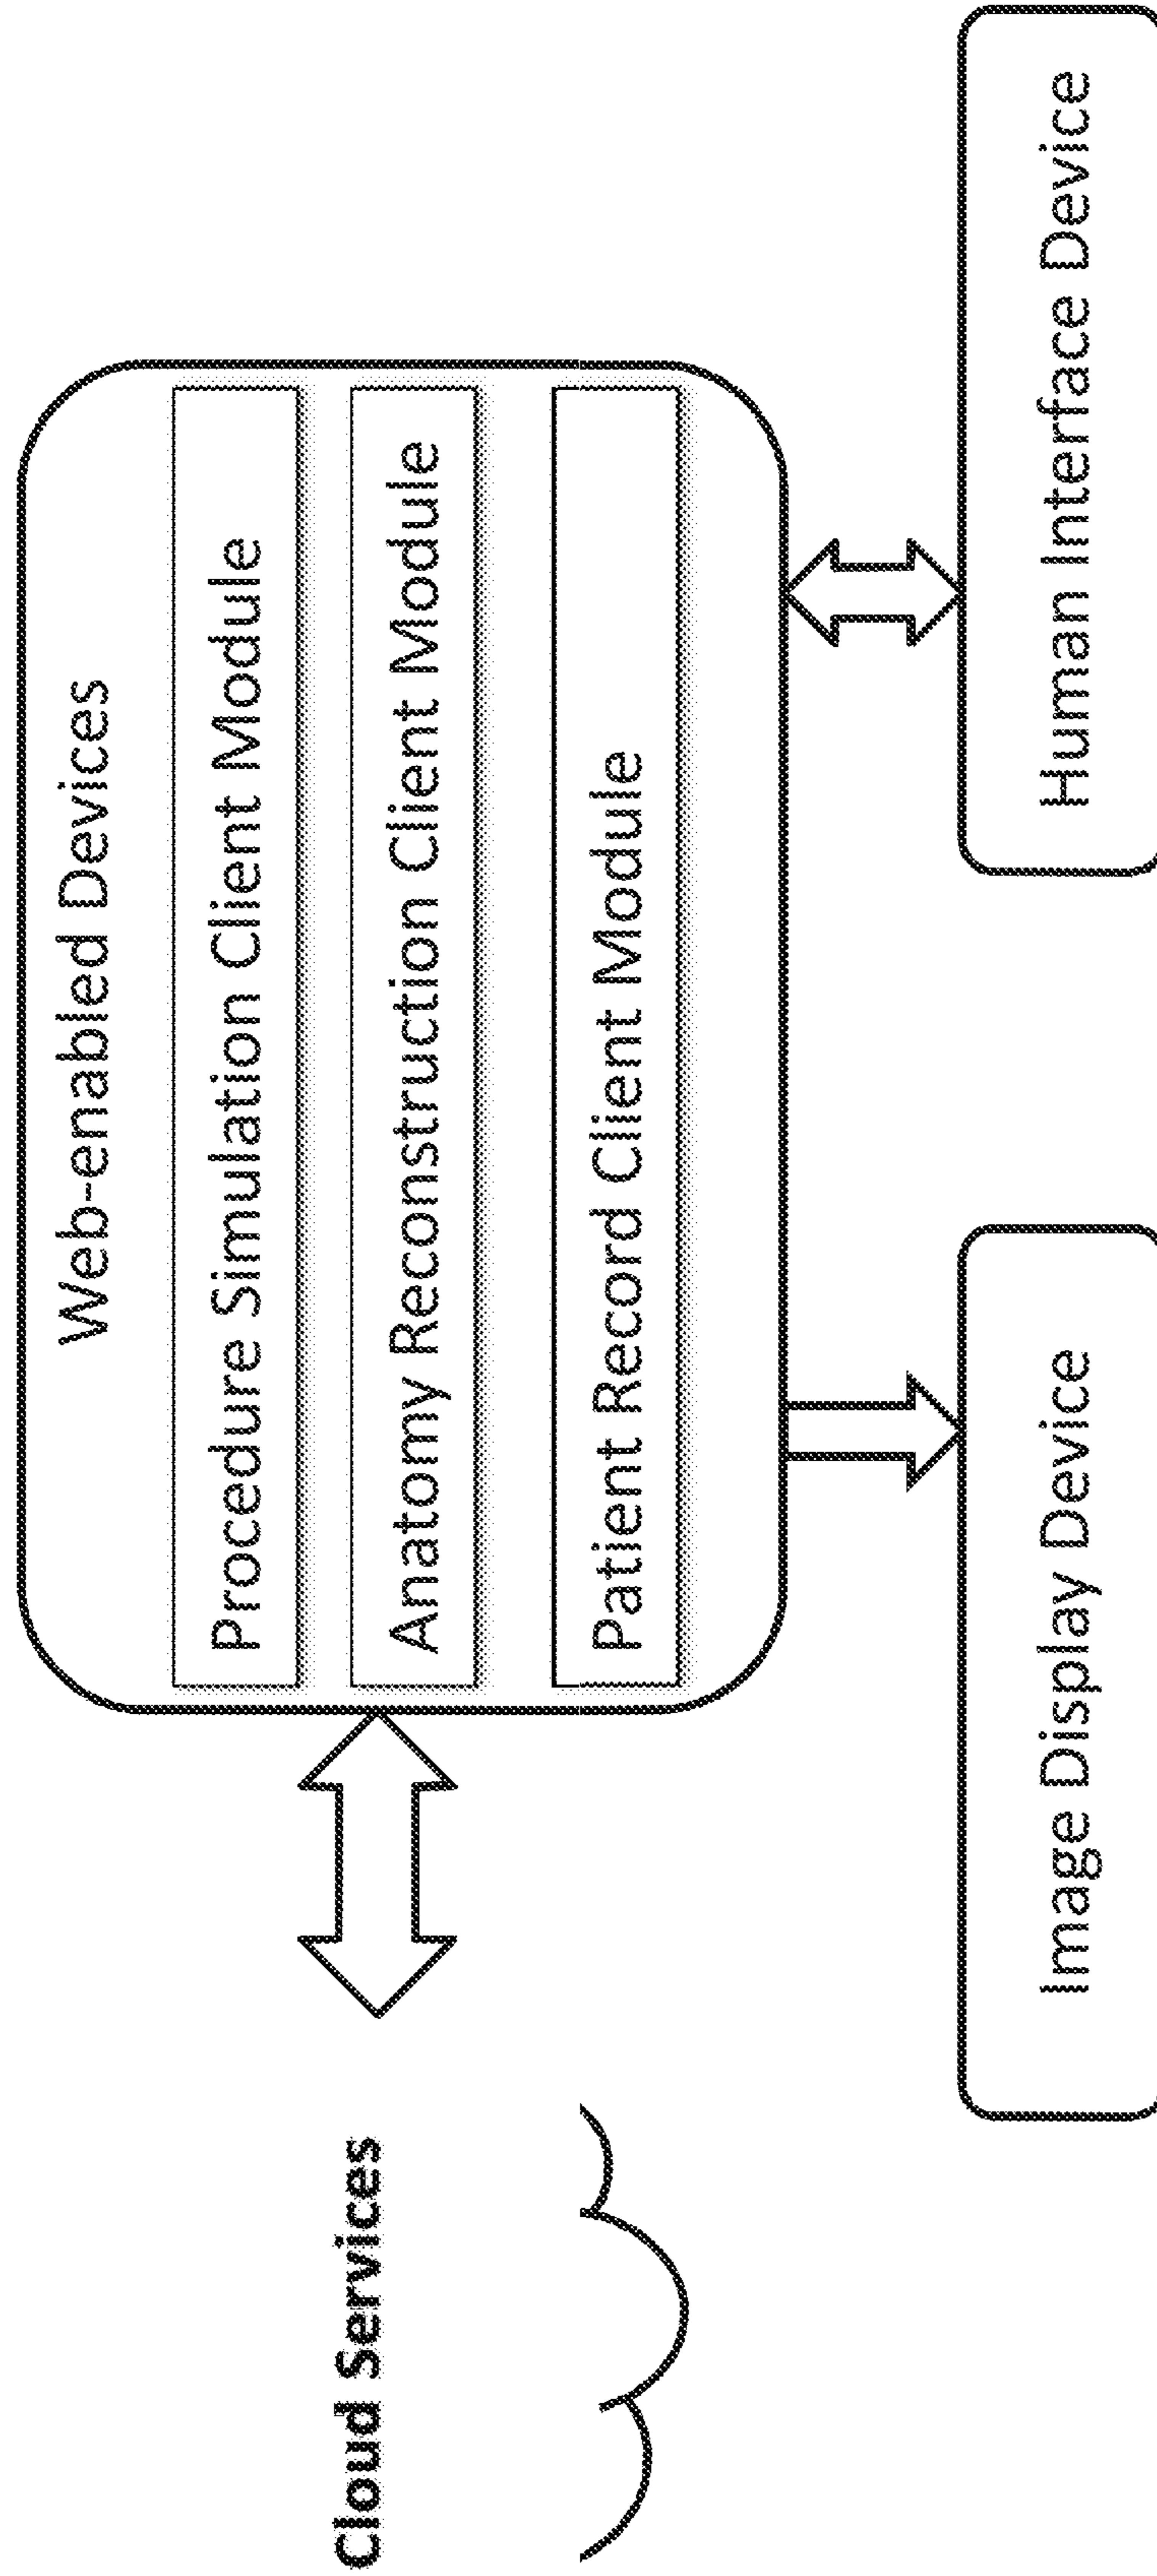 Web-enabled Devices
Procedure Simulation Client Module
Anatomy Reconstruction Client Module
Patient Record Client Module
Cloud Services
Image Display Device
Human Interface Device